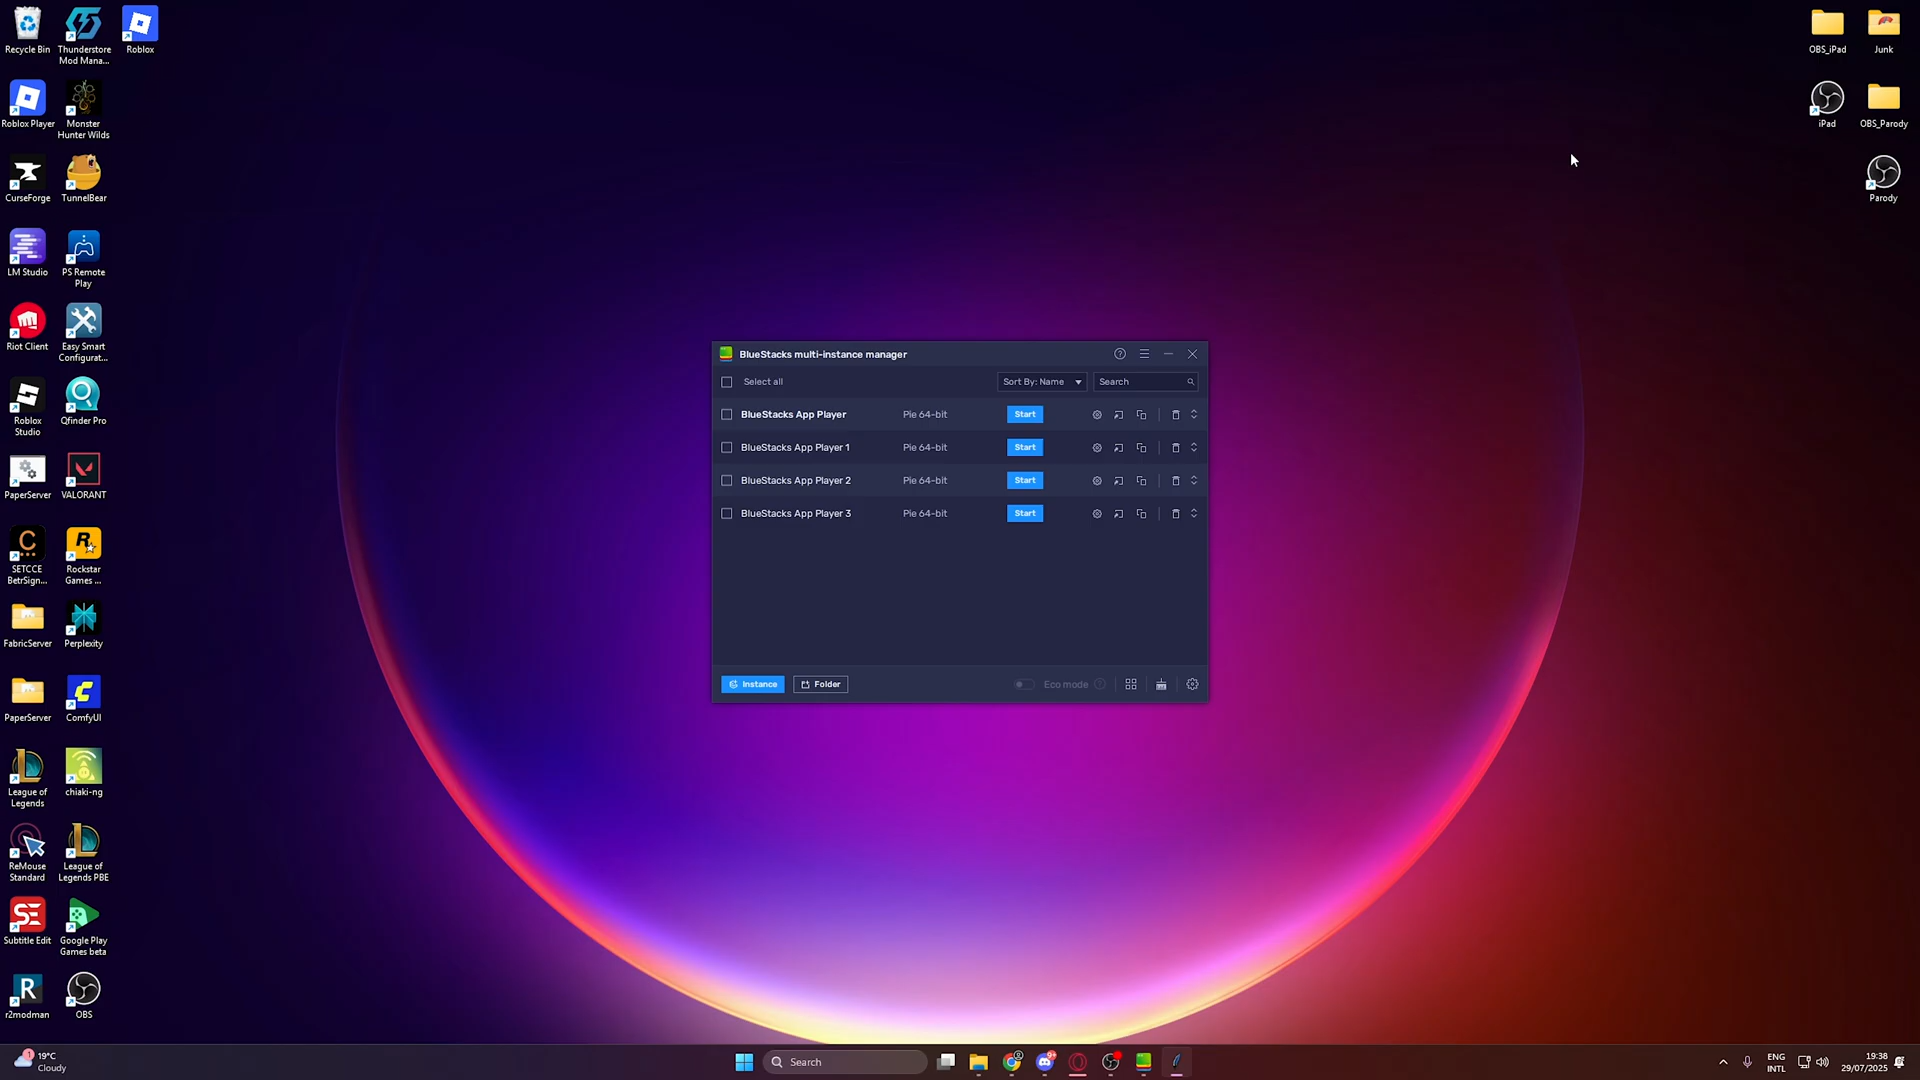 Recycle Bin
Thunderstore
Mod Mana...
Roblox
Roblox Player
Monster
Hunter Wilds
CurseForge
TunnelBear
LM Studio
PS Remote
Play
Riot Client
Easy Smart
Configurat...
Roblox
Studio
Qfinder Pro
PaperServer
VALORANT
SETCCE
BetrSign...
Rockstar
Games ...
FabricServer
Perplexity
PaperServer
ComfyUI
League of
Legends
chiaki-ng
ReMouse
Standard
League of
Legends PBE
Subtitle Edit
Google Play
Games beta
r2modman
OBS
OBS_iPad
Junk
iPad
OBS_Parody
Parody
BlueStacks multi-instance manager
Select all
Sort By: Name
Search
BlueStacks App Player
Pie 64-bit
Start
BlueStacks App Player 1
Pie 64-bit
Start
BlueStacks App Player 2
Pie 64-bit
Start
BlueStacks App Player 3
Pie 64-bit
Start
Instance
Folder
Eco mode
1
19°C
Cloudy
Search
9+
ENG
INTL
19:38
29/07/2025